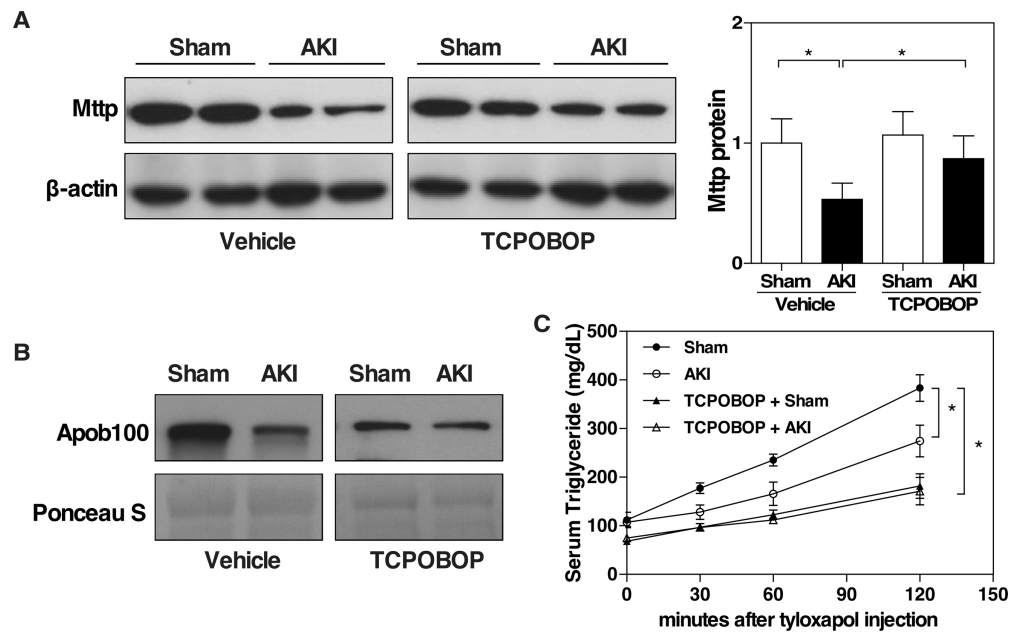 A
Sham AKI Sham AKI
Mttp
β-actin
Vehicle TCPOBOP
2
1
0
Mttp protein
* *
Sham AKI Sham AKI
Vehicle TCPOBOP
B
Sham AKI Sham AKI
Apob100
Ponceau S
Vehicle TCPOBOP
C
Serum Triglyceride (mg/dL)
500
400
300
200
100
0
Sham
AKI
TCPOBOP + Sham
TCPOBOP + AKI
*
*
0 30 60 90 120 150
minutes after tyloxapol injection